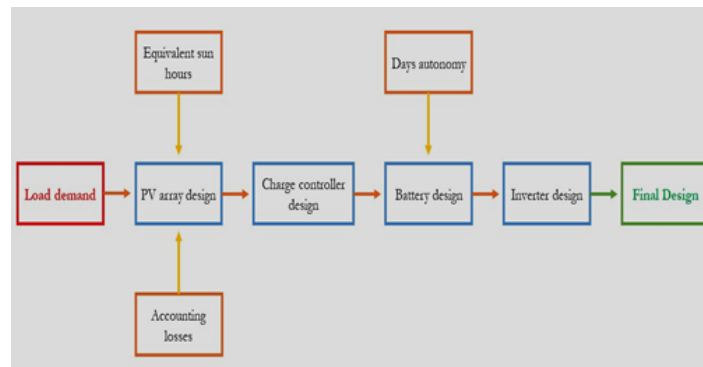 Equivalent sun
hours
Days autonomy
Load demand
PV array design
Charge controller
design
Battery design
Inverter design
Final Design
Accounting
losses